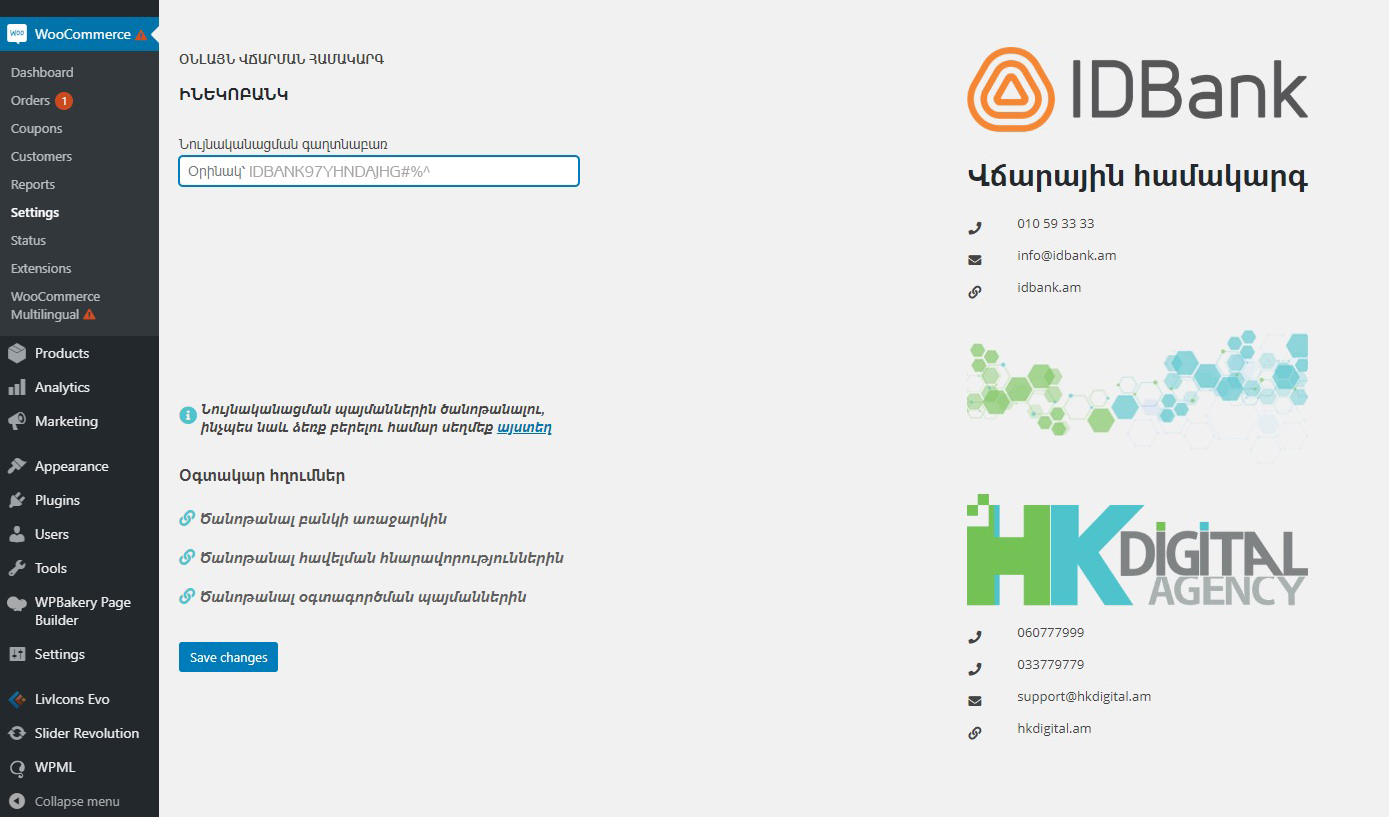 WooCommerce
Dashboard
Orders 1
Coupons
Customers
Reports
Settings
Status
Extensions
WooCommerce
Multilingual
Products
Analytics
Marketing
Appearance
Plugins
Users
Tools
WPBakery Page
Builder
Settings
LivIcons Evo
Slider Revolution
WPML
Collapse menu
ՕՆԼԱՅՆ ՎՃԱՐՄԱՆ ՀԱՄԱԿԱՐԳ
ԻՆԵԿՈԲԱՆԿ
Նույնականացման գաղտնաբառ
Օրինակ՝ IDBANK97YHNDAJHG#%^
Նույնականացման պայմաններին ծանոթանալու,
ինչպես նաև ձեռք բերելու համար սեղմեք այստեղ
Օգտակար հղումներ
Ծանոթանալ բանկի առաջարկին
Ծանոթանալ հավելման հնարավորություններին
Ծանոթանալ օգտագործման պայմաններին
Save changes
IDBank
Վճարային համակարգ
010 59 33 33
info@idbank.am
idbank.am
HK DIGITAL
AGENCY
060777999
033779779
support@hkdigital.am
hkdigital.am